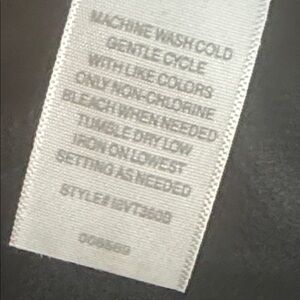 MACHINE WASH COLD
GENTLE CYCLE
WITH LIKE COLORS
ONLY NON-CHLORINE
BLEACH WHEN NEEDED
TUMBLE DRY LOW
IRON ON LOWEST
SETTING AS NEEDED
STYLE#